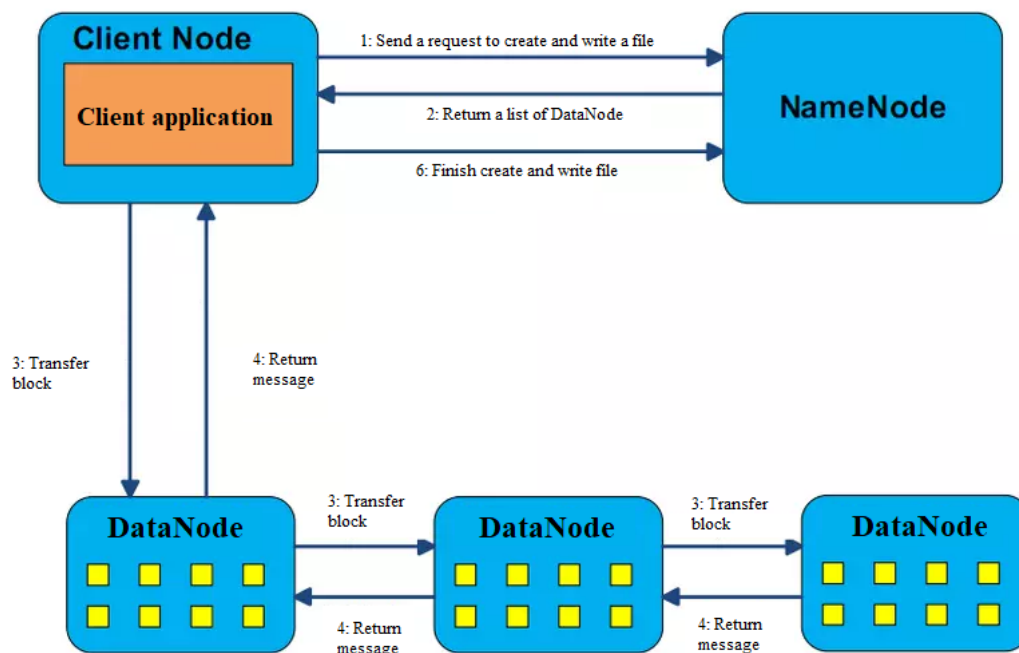 Client Node
Client application
1: Send a request to create and write a file
2: Return a list of DataNode
6: Finish create and write file
NameNode
3: Transfer
block
4: Return
message
DataNode
3: Transfer
block
4: Return
message
DataNode
3: Transfer
block
4: Return
message
DataNode